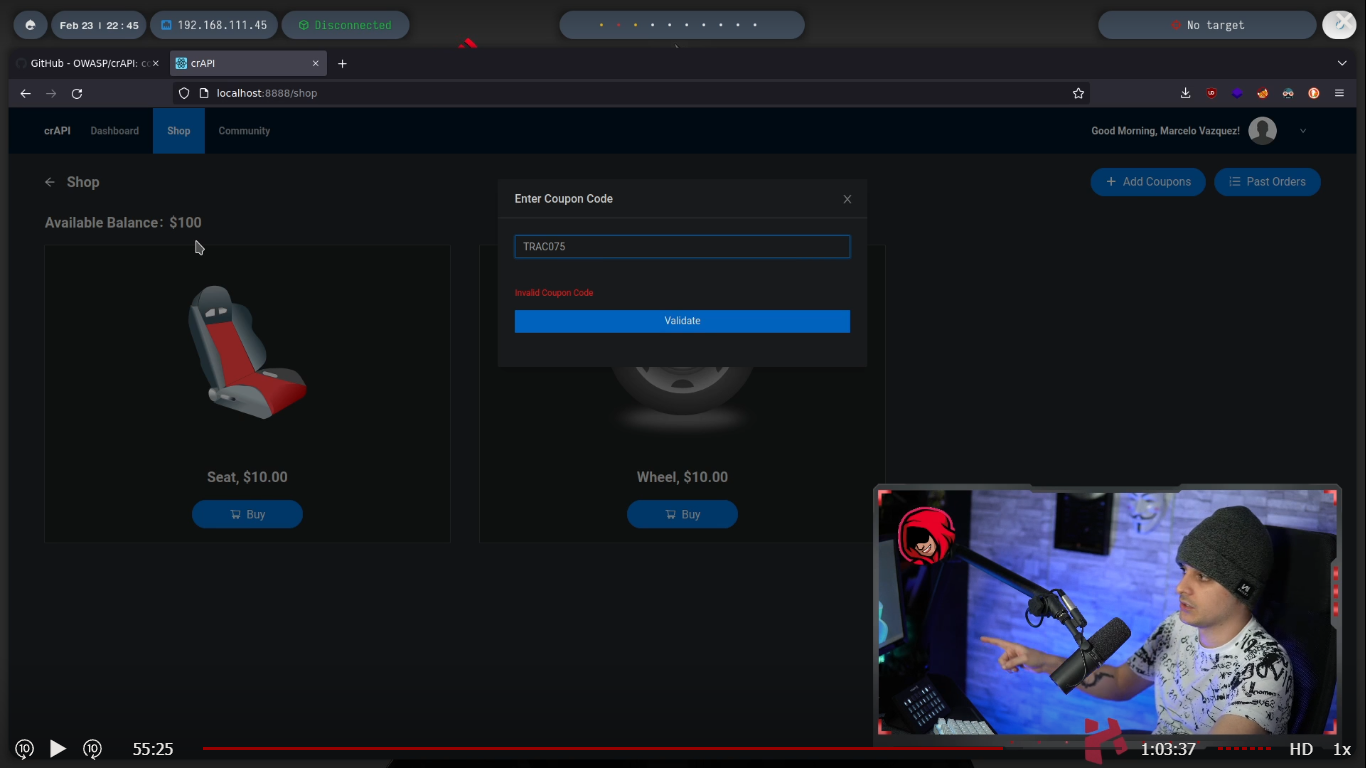 Feb 23 | 22:45
192.168.111.45
Disconnected
No target
GitHub - OWASP/crAPI: c
crAPI
localhost:8888/shop
crAPI
Dashboard
Shop
Community
Good Morning, Marcelo Vazquez!
Shop
Add Coupons
Past Orders
Available Balance: $100
Enter Coupon Code
TRAC075
Invalid Coupon Code
Validate
Seat, $10.00
Buy
Wheel, $10.00
Buy
10
10
55:25
1:03:37
HD
1x